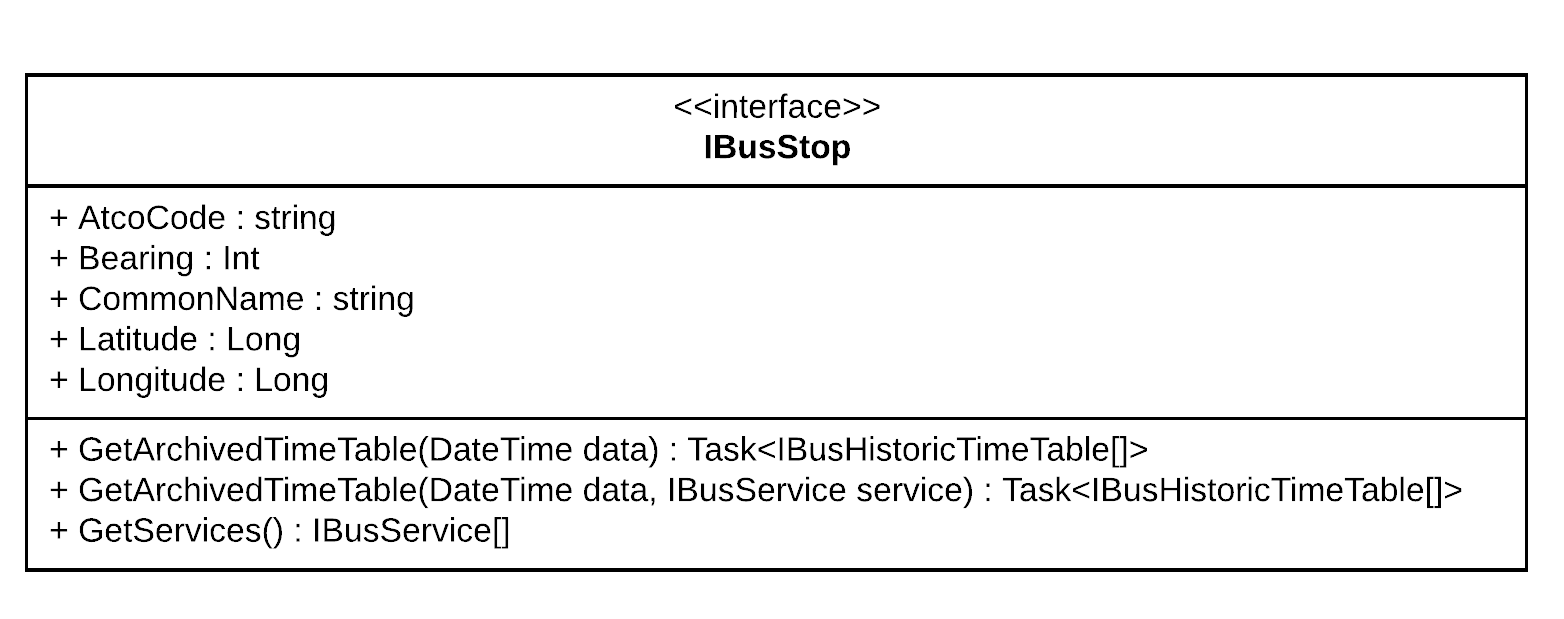 <<interface>>
IBusStop
+ AtcoCode : string
+ Bearing : Int
+ CommonName : string
+ Latitude : Long
+ Longitude : Long
+ GetArchivedTimeTable(DateTime data) : Task<IBusHistoricTimeTable[]>
+ GetArchivedTimeTable(DateTime data, IBusService service) : Task<IBusHistoricTimeTable[]>
+ GetServices() : IBusService[]